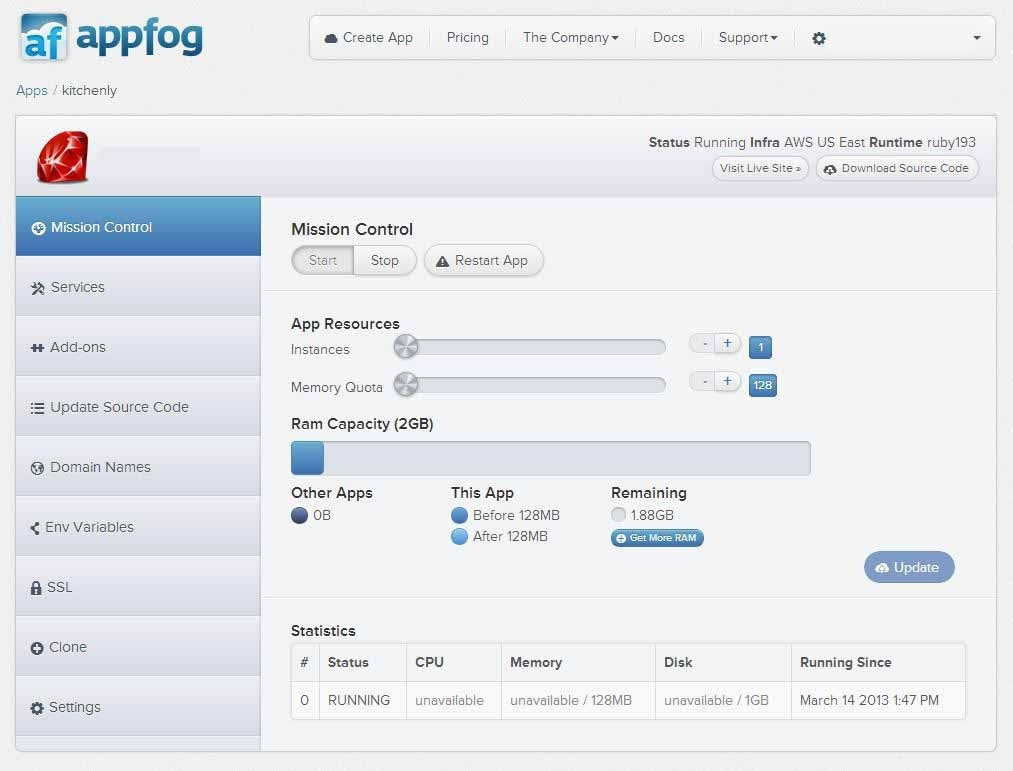 af appfog
Create App Pricing The Company Docs Support
Apps / kitchenly
Status Running Infra AWS US East Runtime ruby193
Visit Live Site » Download Source Code
Mission Control
Services
Add-ons
Update Source Code
Domain Names
Env Variables
SSL
Clone
Settings
Mission Control
Start Stop Restart App
App Resources
Instances - + 1
Memory Quota - + 128
Ram Capacity (2GB)
Other Apps This App Remaining
0B Before 128MB 1.88GB
After 128MB Get More RAM
Update
Statistics
# Status CPU Memory Disk Running Since
0 RUNNING unavailable unavailable / 128MB unavailable / 1GB March 14 2013 1:47 PM